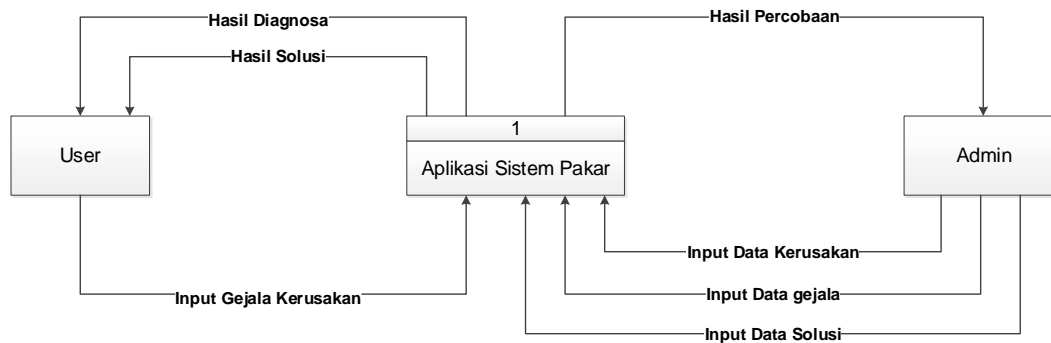 Hasil Diagnosa
Hasil Percobaan
Hasil Solusi
1
User
Aplikasi Sistem Pakar
Admin
Input Data Kerusakan
Input Gejala Kerusakan
Input Data gejala
Input Data Solusi